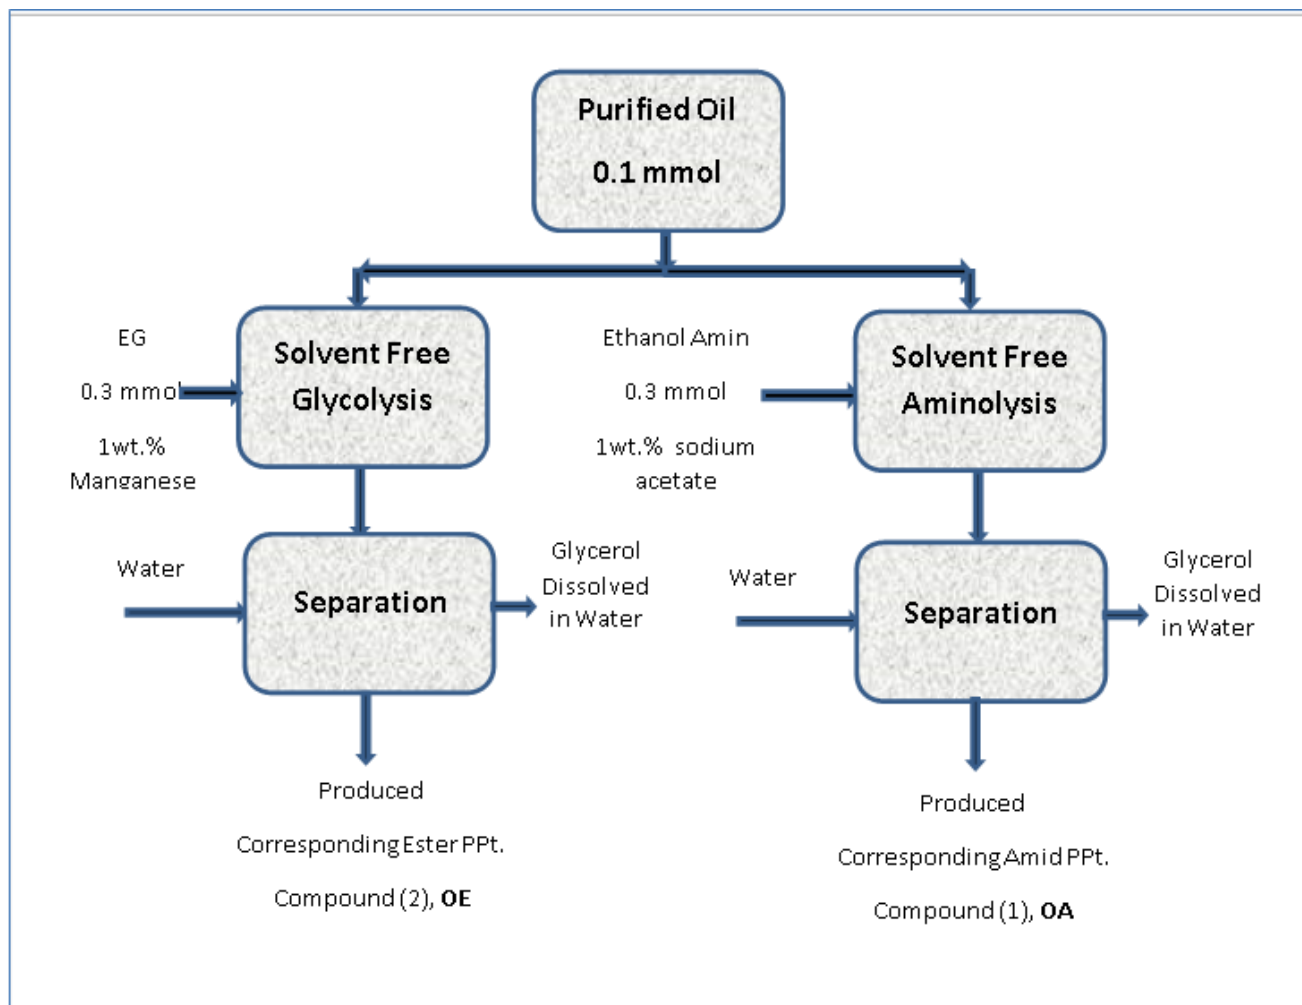 Purified Oil
0.1 mmol
EG
0.3 mmol
1wt.%
Manganese
Solvent Free
Glycolysis
Ethanol Amin
0.3 mmol
1wt.% sodium
acetate
Solvent Free
Aminolysis
Water
Separation
Glycerol
Dissolved
in Water
Water
Separation
Glycerol
Dissolved
in Water
Produced
Corresponding Ester PPt.
Compound (2), OE
Produced
Corresponding Amid PPt.
Compound (1), OA